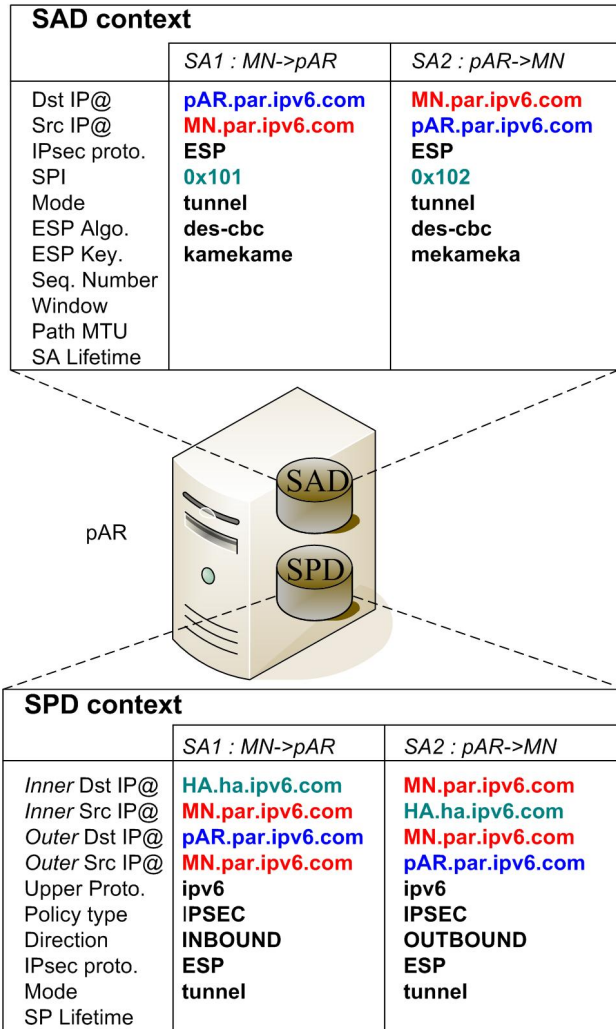 SAD context
SA1 : MN->pAR SA2 : pAR->MN
Dst IP@ pAR.par.ipv6.com MN.par.ipv6.com
Src IP@ MN.par.ipv6.com pAR.par.ipv6.com
IPsec proto. ESP ESP
SPI 0x101 0x102
Mode tunnel tunnel
ESP Algo. des-cbc des-cbc
ESP Key. kamekame mekameka
Seq. Number
Window
Path MTU
SA Lifetime
SAD
pAR
SPD
SPD context
SA1 : MN->pAR SA2 : pAR->MN
Inner Dst IP@ HA.ha.ipv6.com MN.par.ipv6.com
Inner Src IP@ MN.par.ipv6.com HA.ha.ipv6.com
Outer Dst IP@ pAR.par.ipv6.com MN.par.ipv6.com
Outer Src IP@ MN.par.ipv6.com pAR.par.ipv6.com
Upper Proto. ipv6 ipv6
Policy type IPSEC IPSEC
Direction INBOUND OUTBOUND
IPsec proto. ESP ESP
Mode tunnel tunnel
SP Lifetime